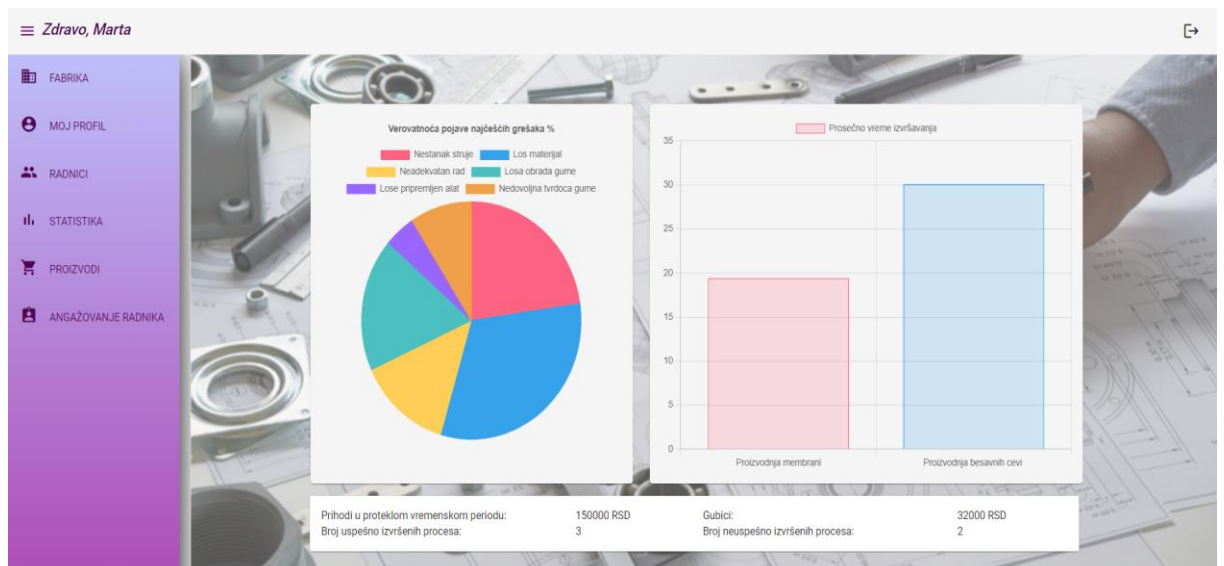 Zdravo, Marta
FABRIKA
MOJ PROFIL
RADNICI
STATISTIKA
PROIZVODI
ANGAŽOVANJE RADNIKA
Verovatnoća pojave najčešćih grešaka %
Nestanak struje Los materijal
Neadekvatan rad Losa obrada gume
Lose pripremljen alat Nedovoljna tvrdoca gume
Prosečno vreme izvršavanja
35
30
25
20
15
10
5
0
Proizvodnja membrani Proizvodnja besavnih cevi
Prihodi u proteklom vremenskom periodu: 150000 RSD Gubici: 32000 RSD
Broj uspešno izvršenih procesa: 3 Broj neuspešno izvršenih procesa: 2